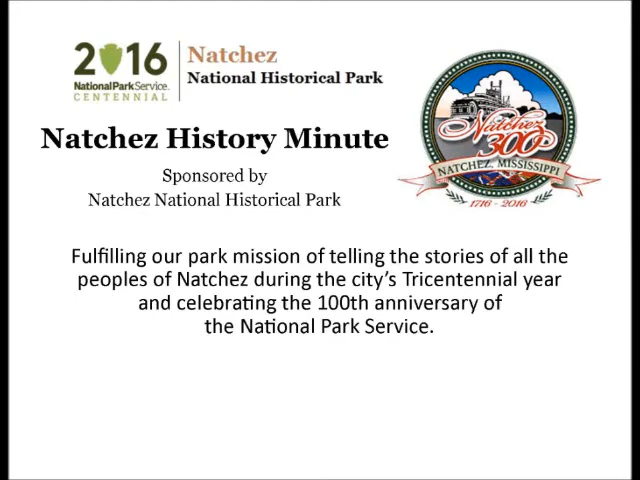 2016
National Park Service
CENTENNIAL
Natchez
National Historical Park
Natchez History Minute
Sponsored by
Natchez National Historical Park
Natchez
300
NATCHEZ, MISSISSIPPI
1716 - 2016
Fulfilling our park mission of telling the stories of all the
peoples of Natchez during the city’s Tricentennial year
and celebrating the 100th anniversary of
the National Park Service.